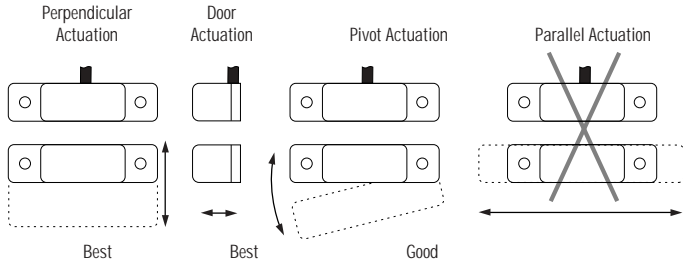 Perpendicular
Actuation
Door
Actuation
Pivot Actuation
Parallel Actuation
Best
Best
Good